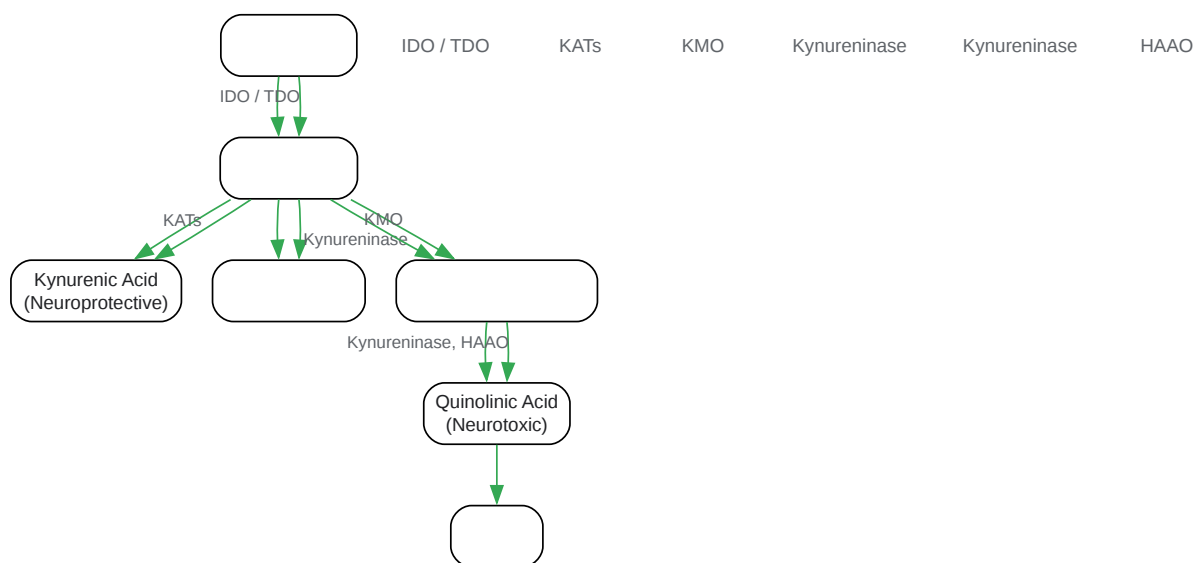 IDO / TDO KATs KMO Kynureninase Kynureninase HAAO
IDO / TDO
KATs
KMO
Kynureninase
Kynurenic Acid
(Neuroprotective)
Kynureninase, HAAO
Quinolinic Acid
(Neurotoxic)